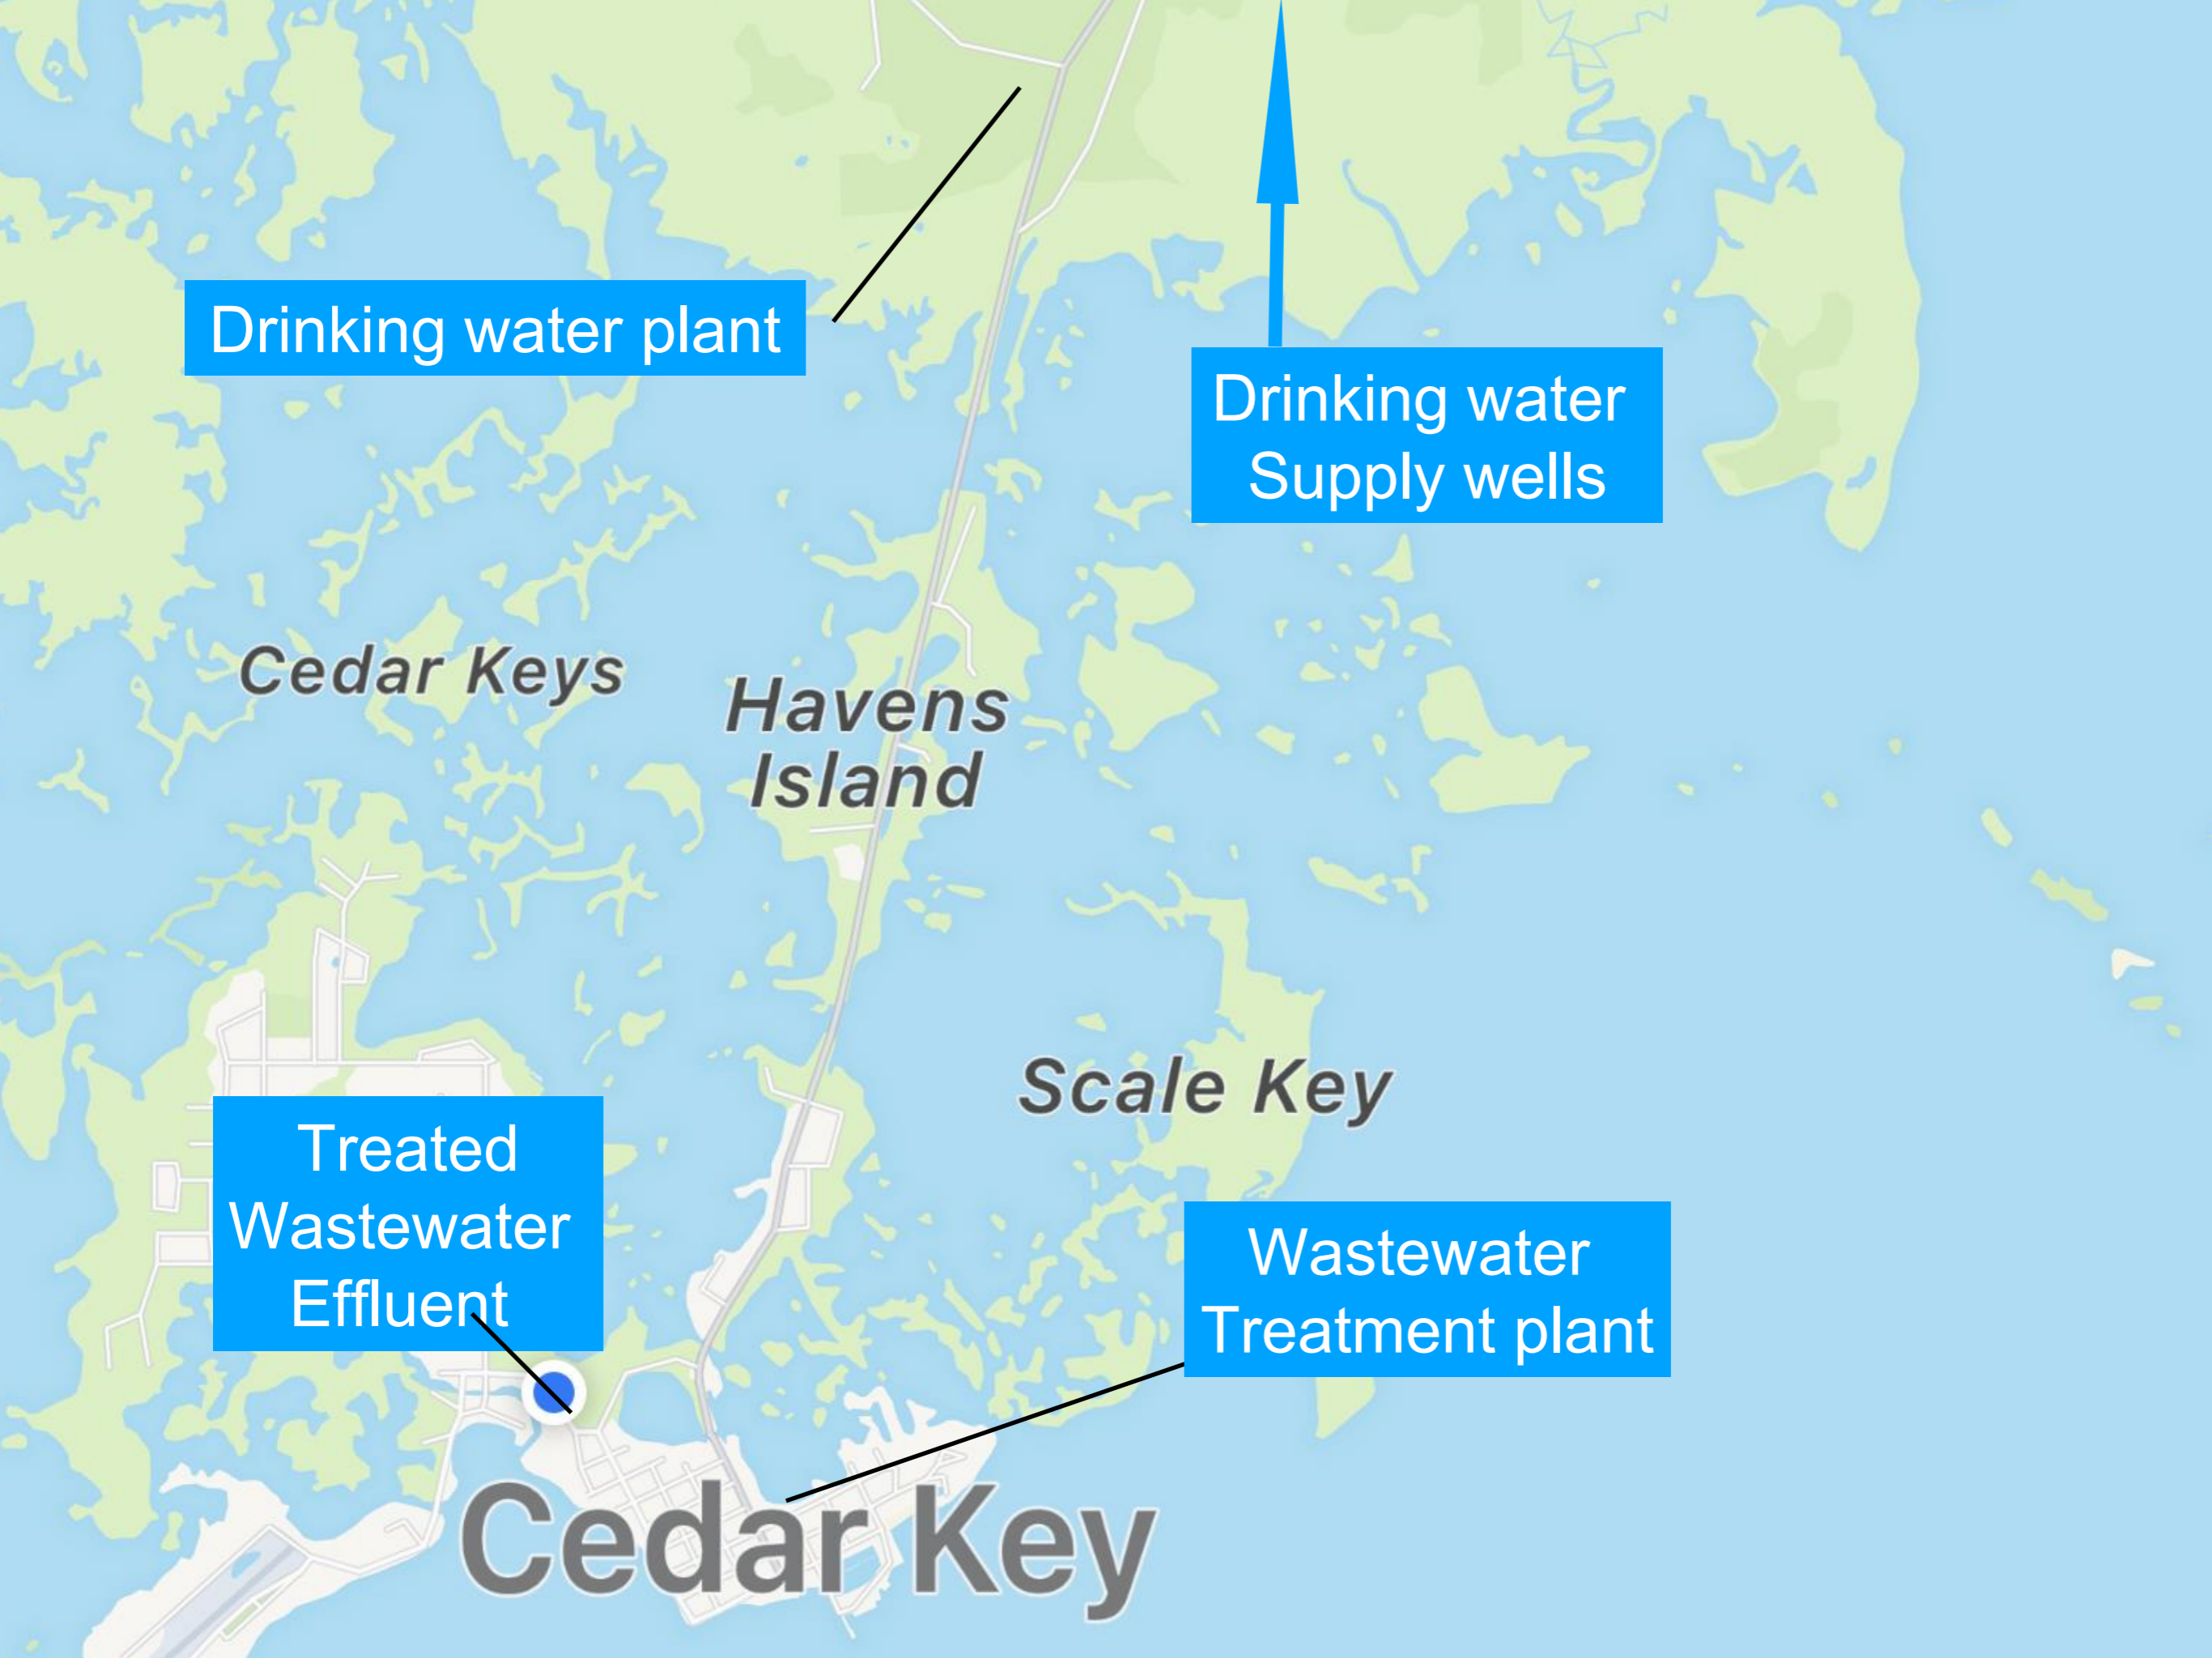 Drinking water plant
Drinking water
Supply wells
Cedar Keys
Havens
Island
Scale Key
Treated
Wastewater
Effluent
Wastewater
Treatment plant
Cedar Key